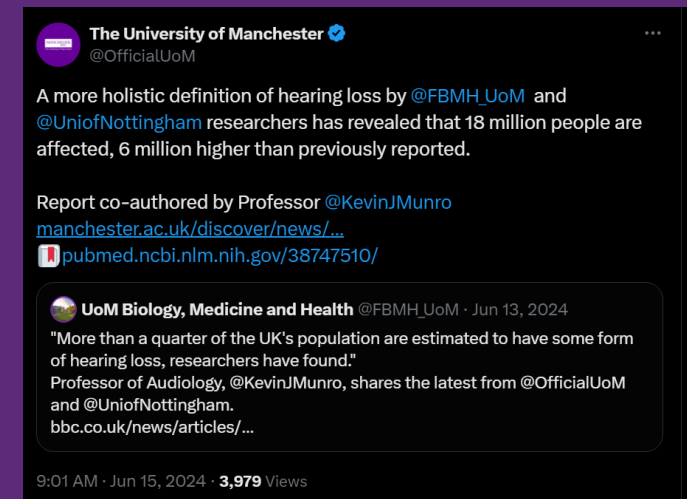 The University of Manchester
@OfficialUoM
A more holistic definition of hearing loss by @FBMH_UoM and
@UniofNottingham researchers has revealed that 18 million people are
affected, 6 million higher than previously reported.
Report co-authored by Professor @KevinJMunro
manchester.ac.uk/discover/news/...
pubmed.ncbi.nlm.nih.gov/38747510/
UoM Biology, Medicine and Health @FBMH_UoM · Jun 13, 2024
"More than a quarter of the UK's population are estimated to have some form
of hearing loss, researchers have found."
Professor of Audiology, @KevinJMunro, shares the latest from @OfficialUoM
and @UniofNottingham.
bbc.co.uk/news/articles/...
9:01 AM · Jun 15, 2024 · 3,979 Views